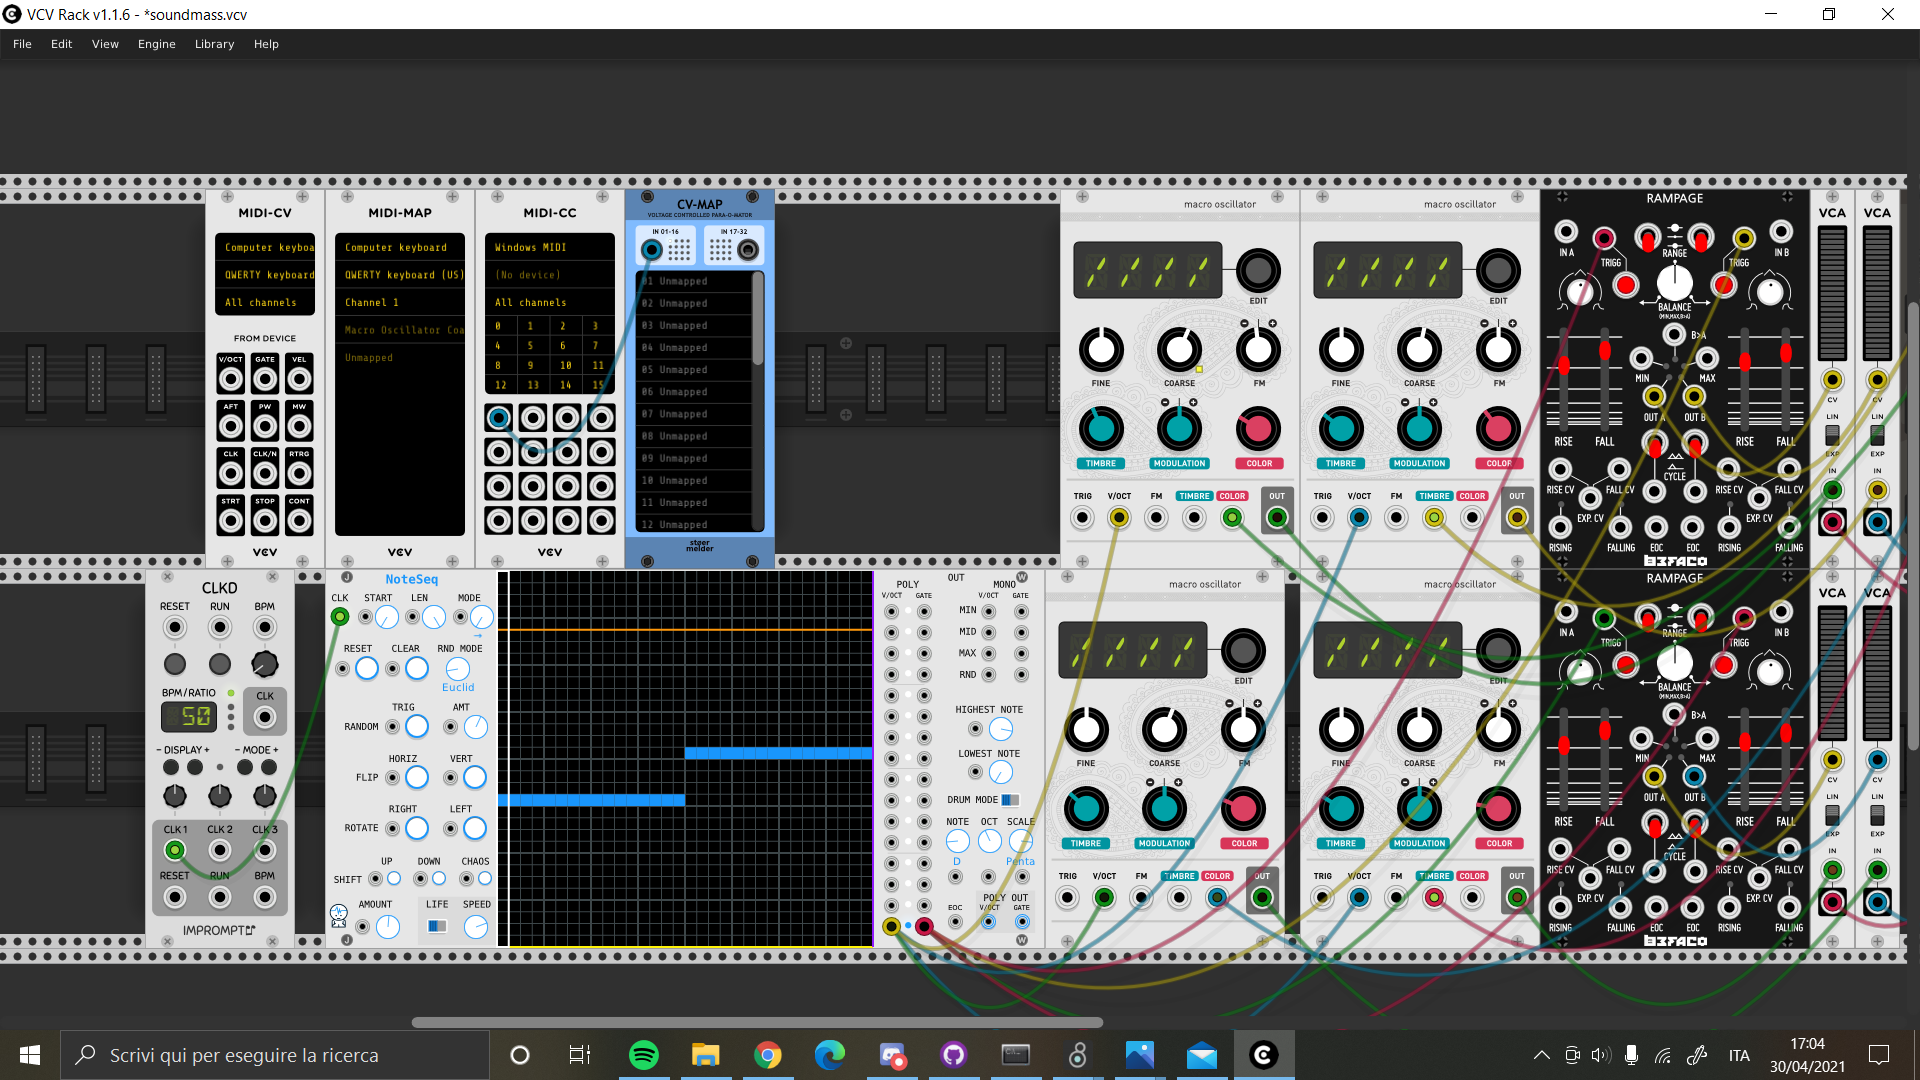 VCV Rack v1.1.6 - *soundmass.vcv
File Edit View Engine Library Help
MIDI-CV
Computer keyboa
QWERTY keyboard
All channels
FROM DEVICE
V/OCT GATE VEL
AFT PW MW
CLK CLK/N RTRG
STRT STOP CONT
VCV
MIDI-MAP
Computer keyboard
QWERTY keyboard (US)
Channel 1
Macro Oscillator Coa
Unmapped
VCV
MIDI-CC
Windows MIDI
(No device)
All channels
0 1 2 3
4 5 6 7
8 9 10 11
12 13 14 15
VCV
CV-MAP
VOLTAGE CONTROLLED PARA-O-MATOR
IN 01-16 IN 17-32
01 Unmapped
02 Unmapped
03 Unmapped
04 Unmapped
05 Unmapped
06 Unmapped
07 Unmapped
08 Unmapped
09 Unmapped
10 Unmapped
11 Unmapped
12 Unmapped
stoer
melder
macro oscillator
EDIT
FINE COARSE FM
TIMBRE MODULATION COLOR
TRIG V/OCT FM TIMBRE COLOR OUT
macro oscillator
EDIT
FINE COARSE FM
TIMBRE MODULATION COLOR
TRIG V/OCT FM TIMBRE COLOR OUT
RAMPAGE
IN A TRIGG RANGE TRIGG IN B
BALANCE
(MIN,MAX,B>A)
B>A
MIN MAX
OUT A OUT B
RISE FALL RISE FALL
CYCLE
RISE CV FALL CV RISE CV FALL CV
EXP. CV EXP. CV
RISING FALLING EOC EOC RISING FALLING
BEFACO
VCA
CV
LIN
EXP
IN
VCA
CV
LIN
EXP
IN
CLKD
RESET RUN BPM
BPM/RATIO
50
CLK
- DISPLAY + - MODE +
CLK 1 CLK 2 CLK 3
RESET RUN BPM
IMPROMPTU
NoteSeq
CLK START LEN MODE
RESET CLEAR RND MODE
Euclid
TRIG AMT
RANDOM
HORIZ VERT
FLIP
RIGHT LEFT
ROTATE
UP DOWN CHAOS
SHIFT
AMOUNT LIFE SPEED
OUT
POLY MONO
V/OCT GATE V/OCT GATE
MIN
MID
MAX
RND
HIGHEST NOTE
LOWEST NOTE
DRUM MODE
NOTE OCT SCALE
D Penta
POLY OUT
EOC V/OCT GATE
macro oscillator
EDIT
FINE COARSE FM
TIMBRE MODULATION COLOR
TRIG V/OCT FM TIMBRE COLOR OUT
macro oscillator
EDIT
FINE COARSE FM
TIMBRE MODULATION COLOR
TRIG V/OCT FM TIMBRE COLOR OUT
RAMPAGE
IN A TRIGG RANGE TRIGG IN B
BALANCE
(MIN,MAX,B>A)
B>A
MIN MAX
OUT A OUT B
RISE FALL RISE FALL
CYCLE
RISE CV FALL CV RISE CV FALL CV
EXP. CV EXP. CV
RISING FALLING EOC EOC RISING FALLING
BEFACO
VCA
CV
LIN
EXP
IN
VCA
CV
LIN
EXP
IN
Scrivi qui per eseguire la ricerca
ITA
17:04
30/04/2021